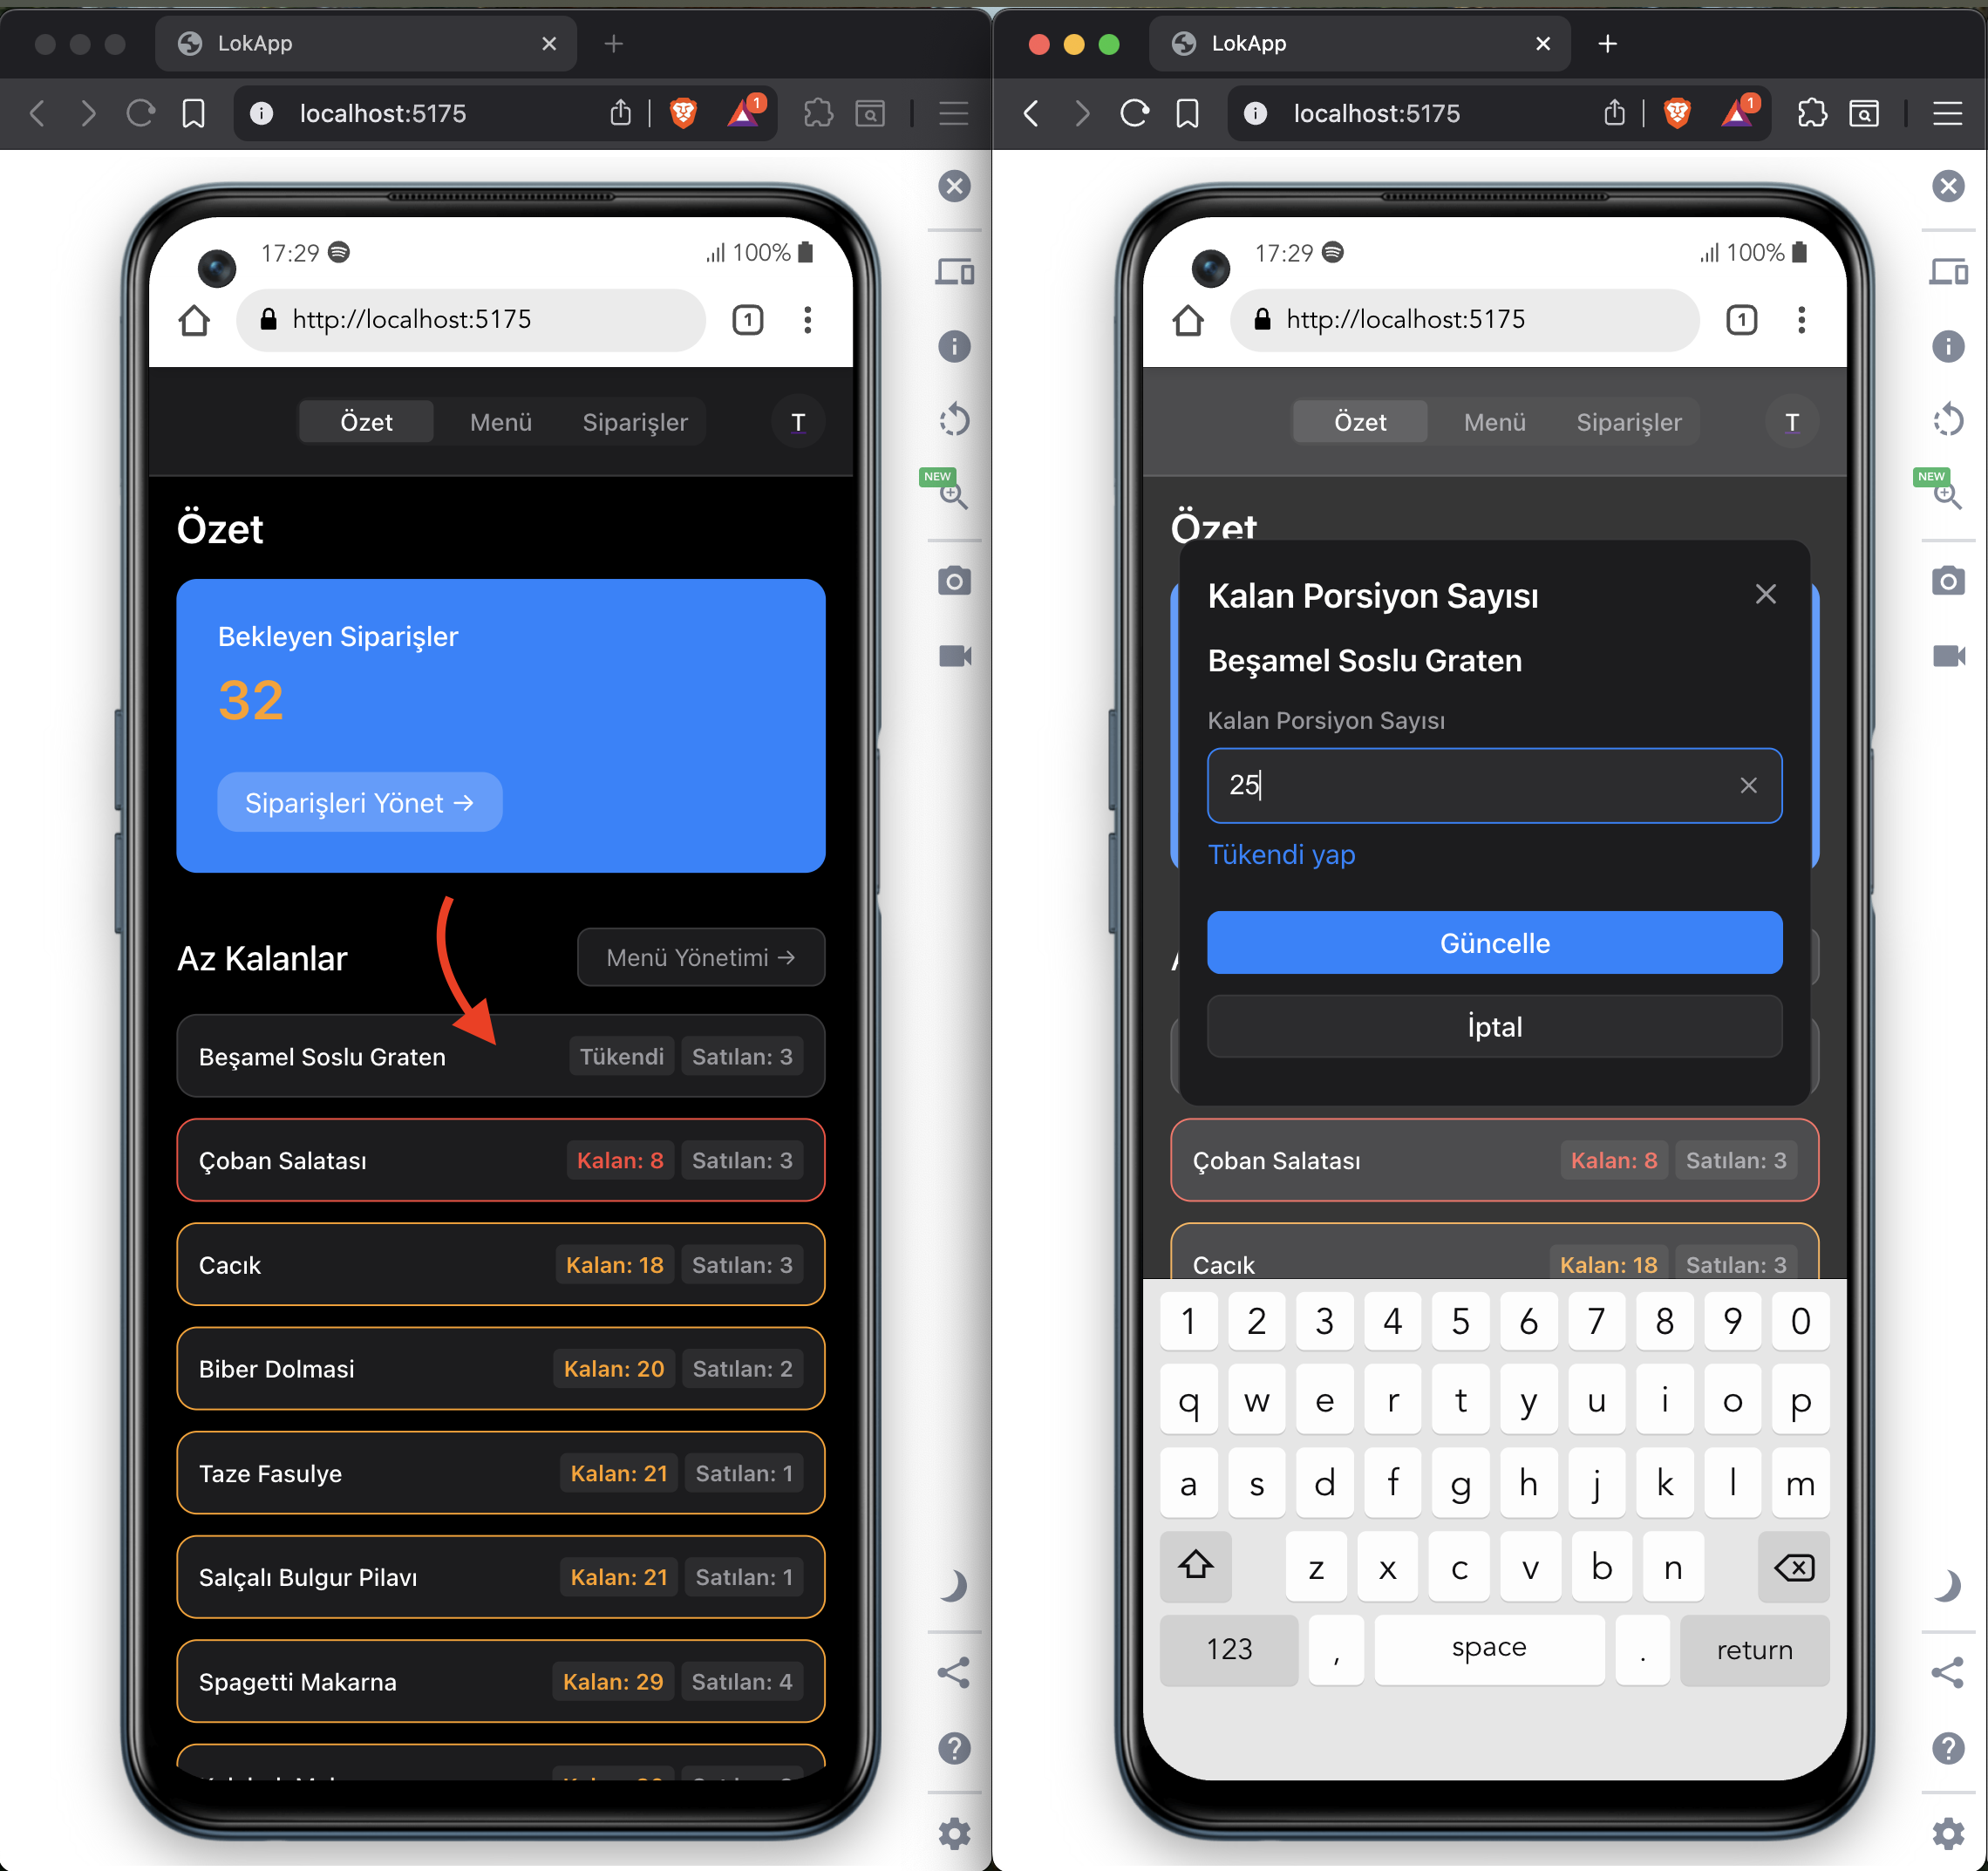 LokApp
localhost:5175
1
17:29
100%
http://localhost:5175
1
Özet
Menü
Siparişler
T
Özet
Bekleyen Siparişler
32
Siparişleri Yönet →
Az Kalanlar
Menü Yönetimi →
Beşamel Soslu Graten
Tükendi
Satılan: 3
Çoban Salatası
Kalan: 8
Satılan: 3
Cacık
Kalan: 18
Satılan: 3
Biber Dolmasi
Kalan: 20
Satılan: 2
Taze Fasulye
Kalan: 21
Satılan: 1
Salçalı Bulgur Pilavı
Kalan: 21
Satılan: 1
Spagetti Makarna
Kalan: 29
Satılan: 4
NEW
LokApp
localhost:5175
1
17:29
100%
http://localhost:5175
1
Özet
Menü
Siparişler
T
Özet
Kalan Porsiyon Sayısı
Beşamel Soslu Graten
Kalan Porsiyon Sayısı
25
Tükendi yap
Güncelle
İptal
Çoban Salatası
Kalan: 8
Satılan: 3
Cacık
Kalan: 18
Satılan: 3
1 2 3 4 5 6 7 8 9 0
q w e r t y u i o p
a s d f g h j k l m
z x c v b n
123 , space . return
NEW